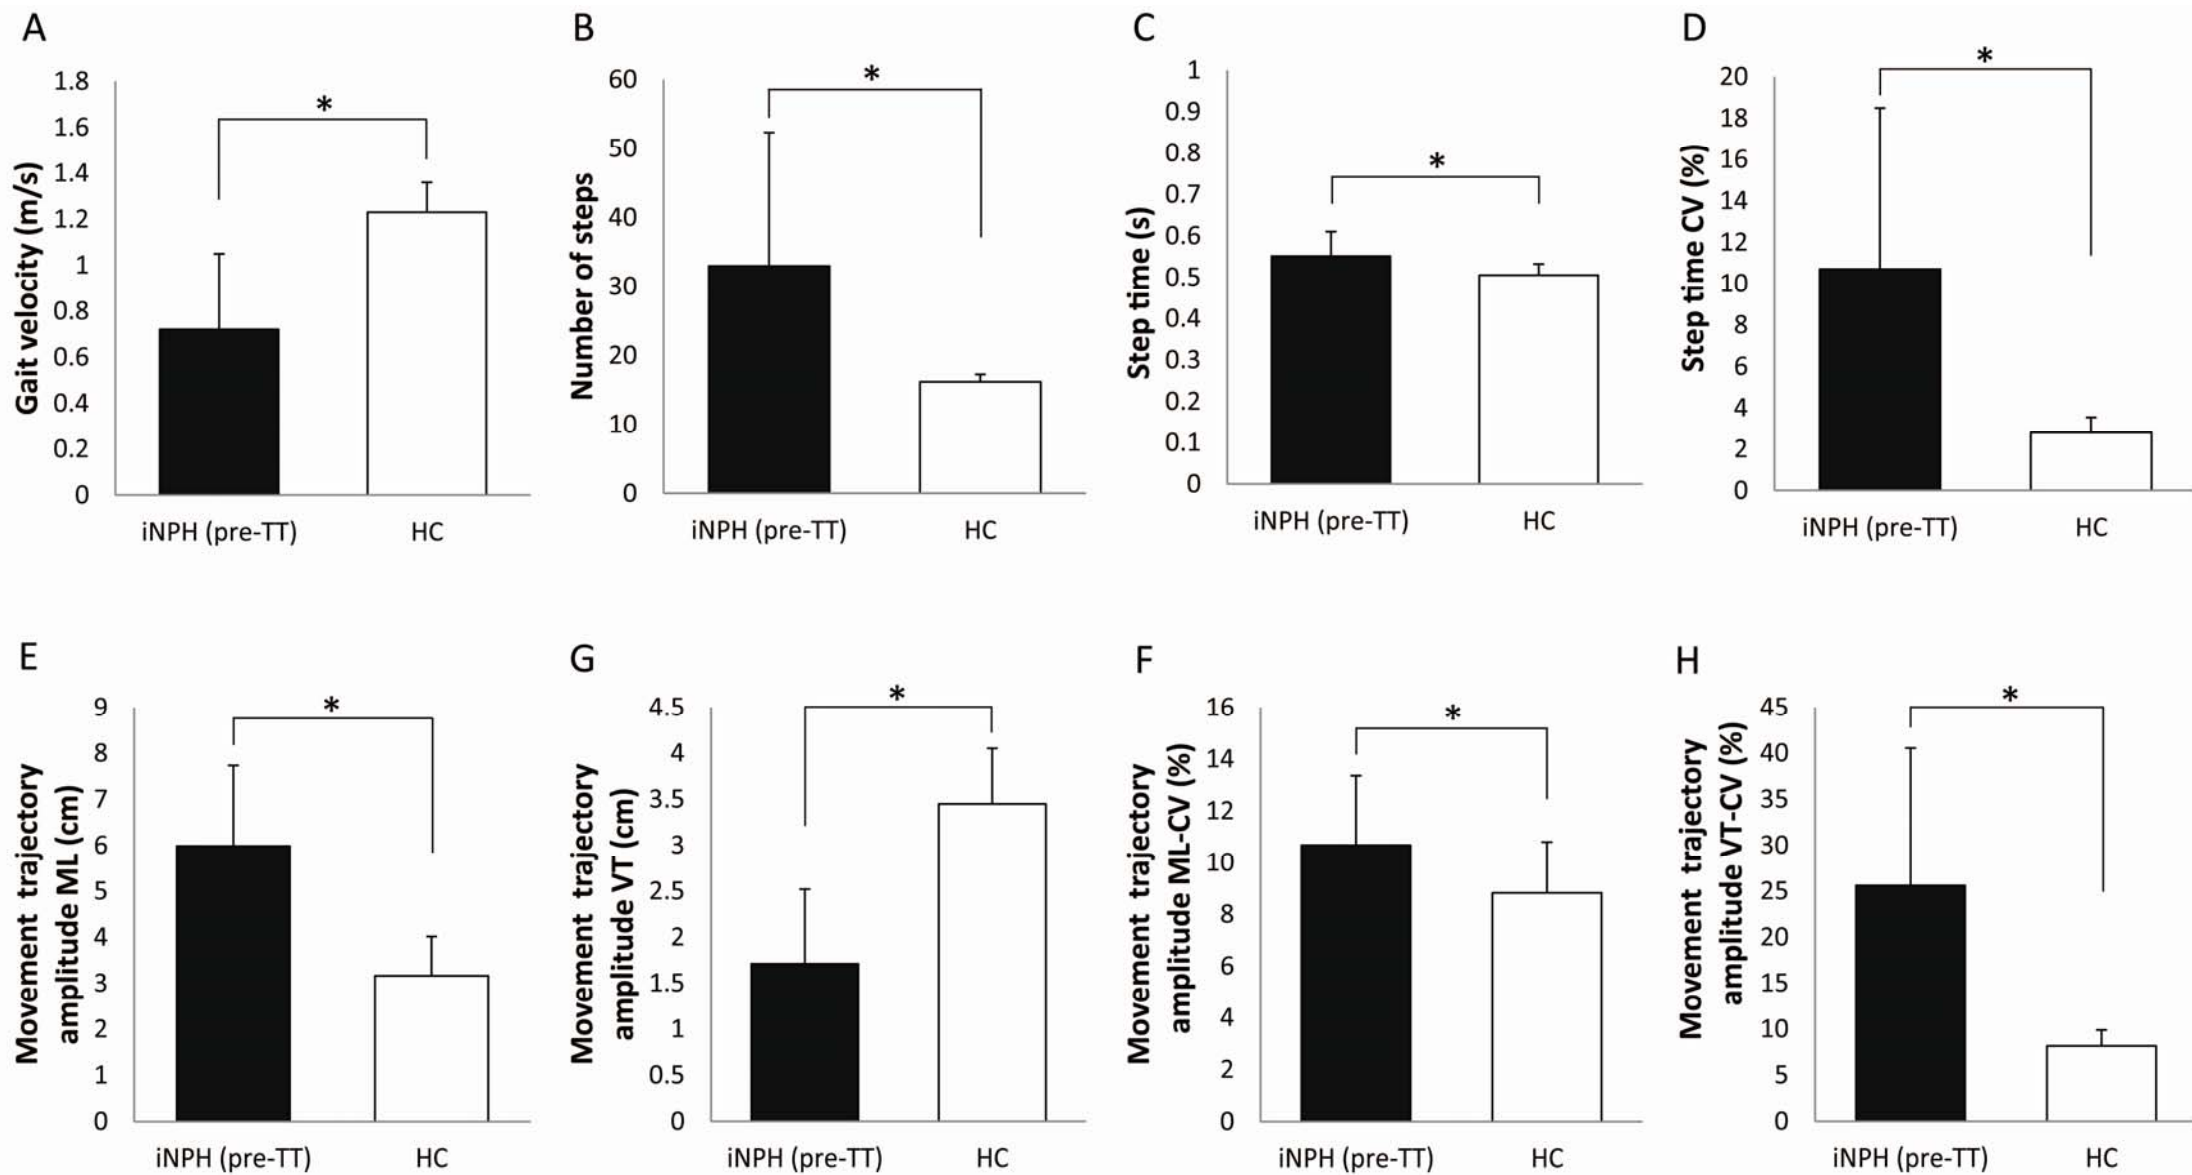 A
Gait velocity (m/s)
1.8
1.6
1.4
1.2
1
0.8
0.6
0.4
0.2
0
*
iNPH (pre-TT)
HC
B
Number of steps
60
50
40
30
20
10
0
*
iNPH (pre-TT)
HC
C
Step time (s)
1
0.9
0.8
0.7
0.6
0.5
0.4
0.3
0.2
0.1
0
*
iNPH (pre-TT)
HC
D
Step time CV (%)
20
18
16
14
12
10
8
6
4
2
0
*
iNPH (pre-TT)
HC
E
Movement trajectory
amplitude ML (cm)
9
8
7
6
5
4
3
2
1
0
*
iNPH (pre-TT)
HC
G
Movement trajectory
amplitude VT (cm)
4.5
4
3.5
3
2.5
2
1.5
1
0.5
0
*
iNPH (pre-TT)
HC
F
Movement trajectory
amplitude ML-CV (%)
16
14
12
10
8
6
4
2
0
*
iNPH (pre-TT)
HC
H
Movement trajectory
amplitude VT-CV (%)
45
40
35
30
25
20
15
10
5
0
*
iNPH (pre-TT)
HC